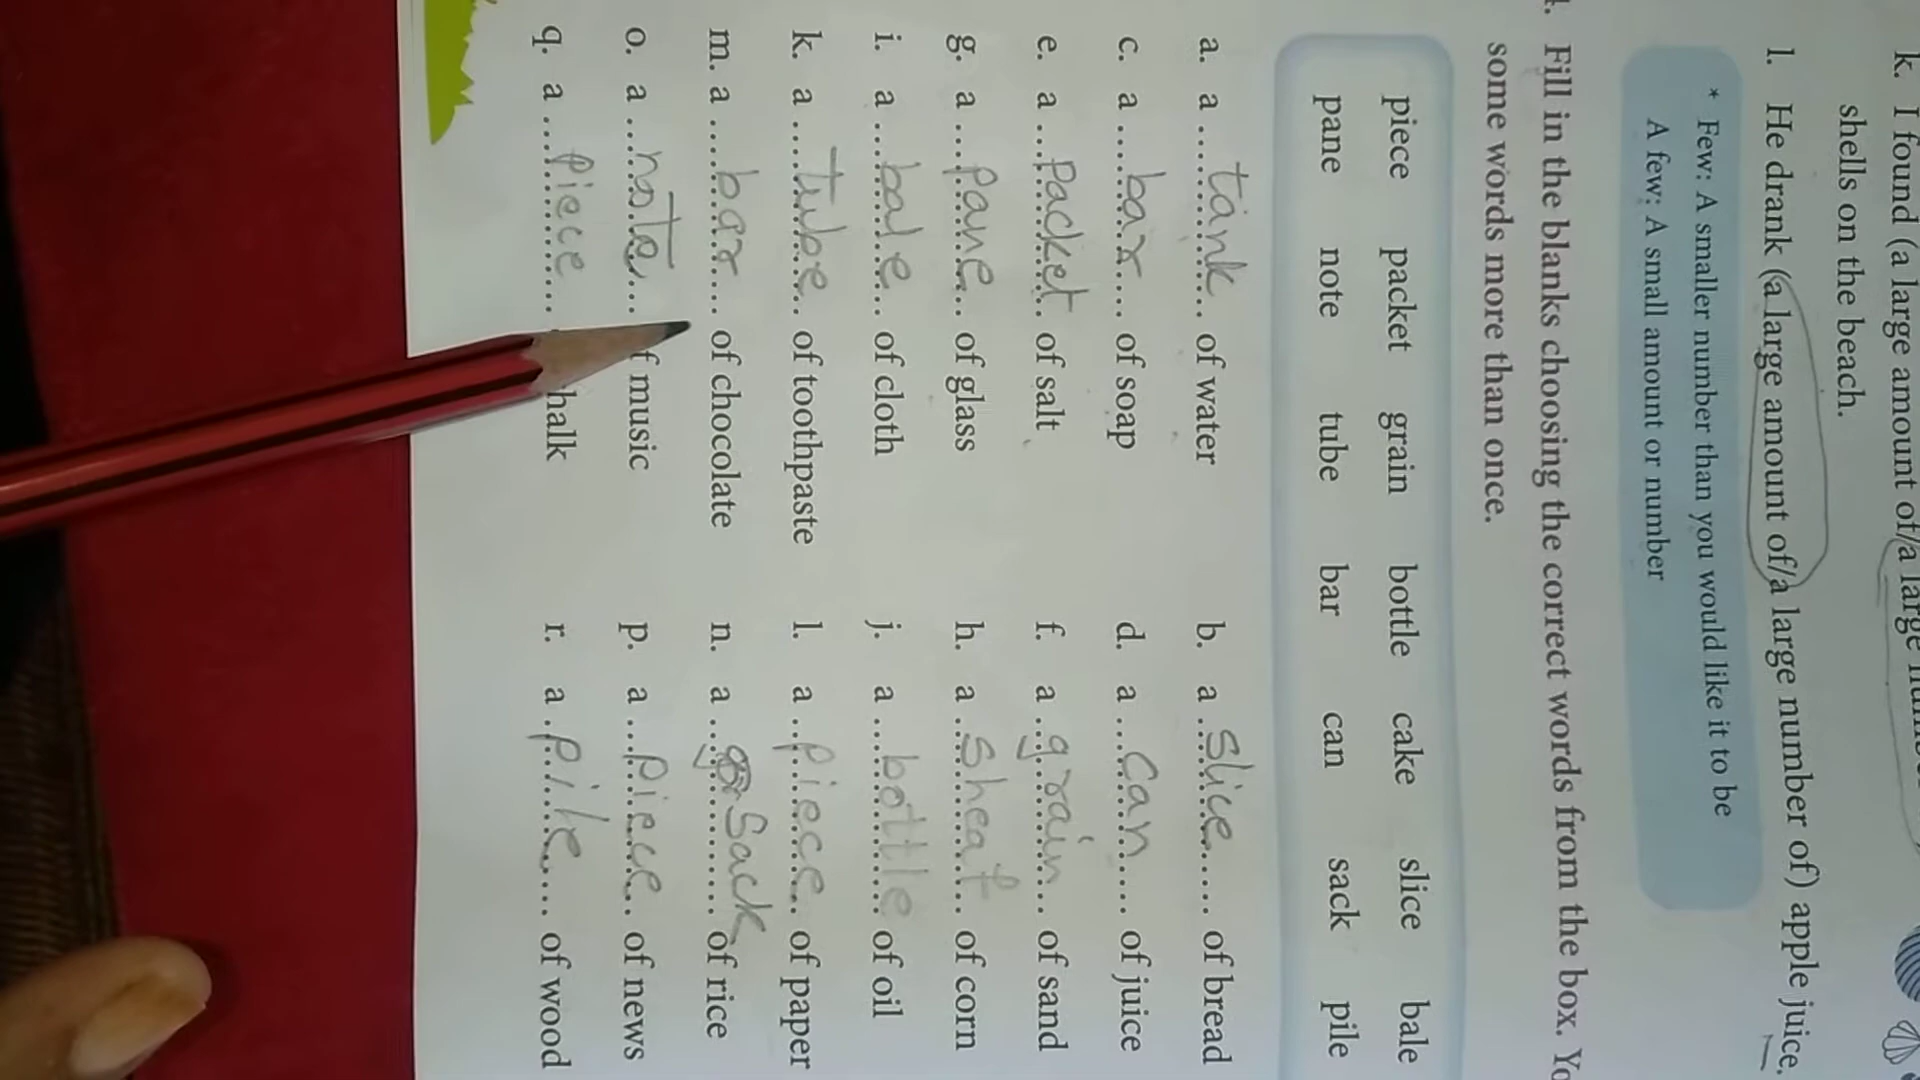 k. I found (a large amount of/a large
shells on the beach.
l. He drank (a large amount of/a large number of) apple juice.
* Few: A smaller number than you would like it to be
A few: A small amount or number
Fill in the blanks choosing the correct words from the box.
some words more than once.
piece packet grain bottle cake slice bale
pane note tube bar can sack pile
a. a ....tank.... of water b. a ..slice.... of bread
c. a ....bar.... of soap d. a ...can.... of juice
e. a ...packet.. of salt f. a ..grain... of sand
g. a ...pane... of glass h. a ..sheat.. of corn
i. a ...bale... of cloth j. a ...bottle of oil
k. a ...tube.. of toothpaste l. a ..piece.. of paper
m. a ....bar... of chocolate n. a ..Sack of rice
o. a ...note... f music p. a ...piece.. of news
q. a ...piece... halk r. a .pile.... of wood